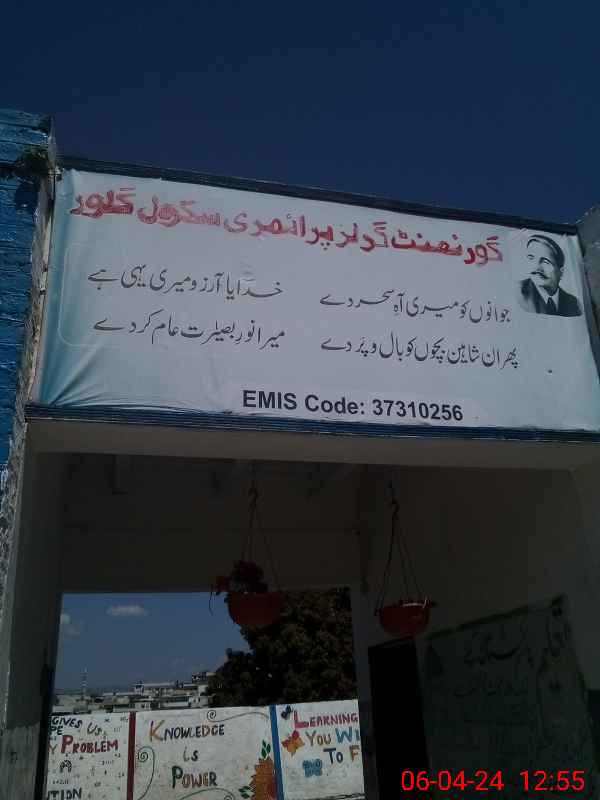 گورنمنٹ گرلز پرائمری سکول گلور
جوانوں کو میری آہِ سحر دے
پھر ان شاہین بچوں کو بال و پر دے
خدایا آرزو میری یہی ہے
میرا نورِ بصیرت عام کر دے
EMIS Code: 37310256
GIVES US
PROBLEM
KNOWLEDGE
IS
POWER
LEARNING
YOU
TO
06-04-24 12:55